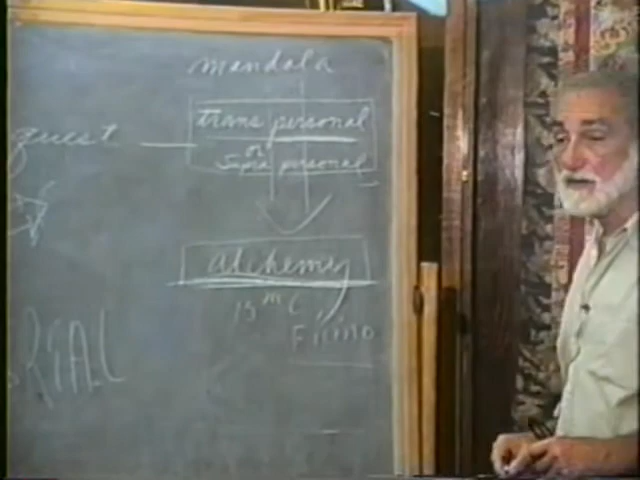 mandala
trans personal
quest
or
supra personal
alchemy
15th C.
Ficino
REAL